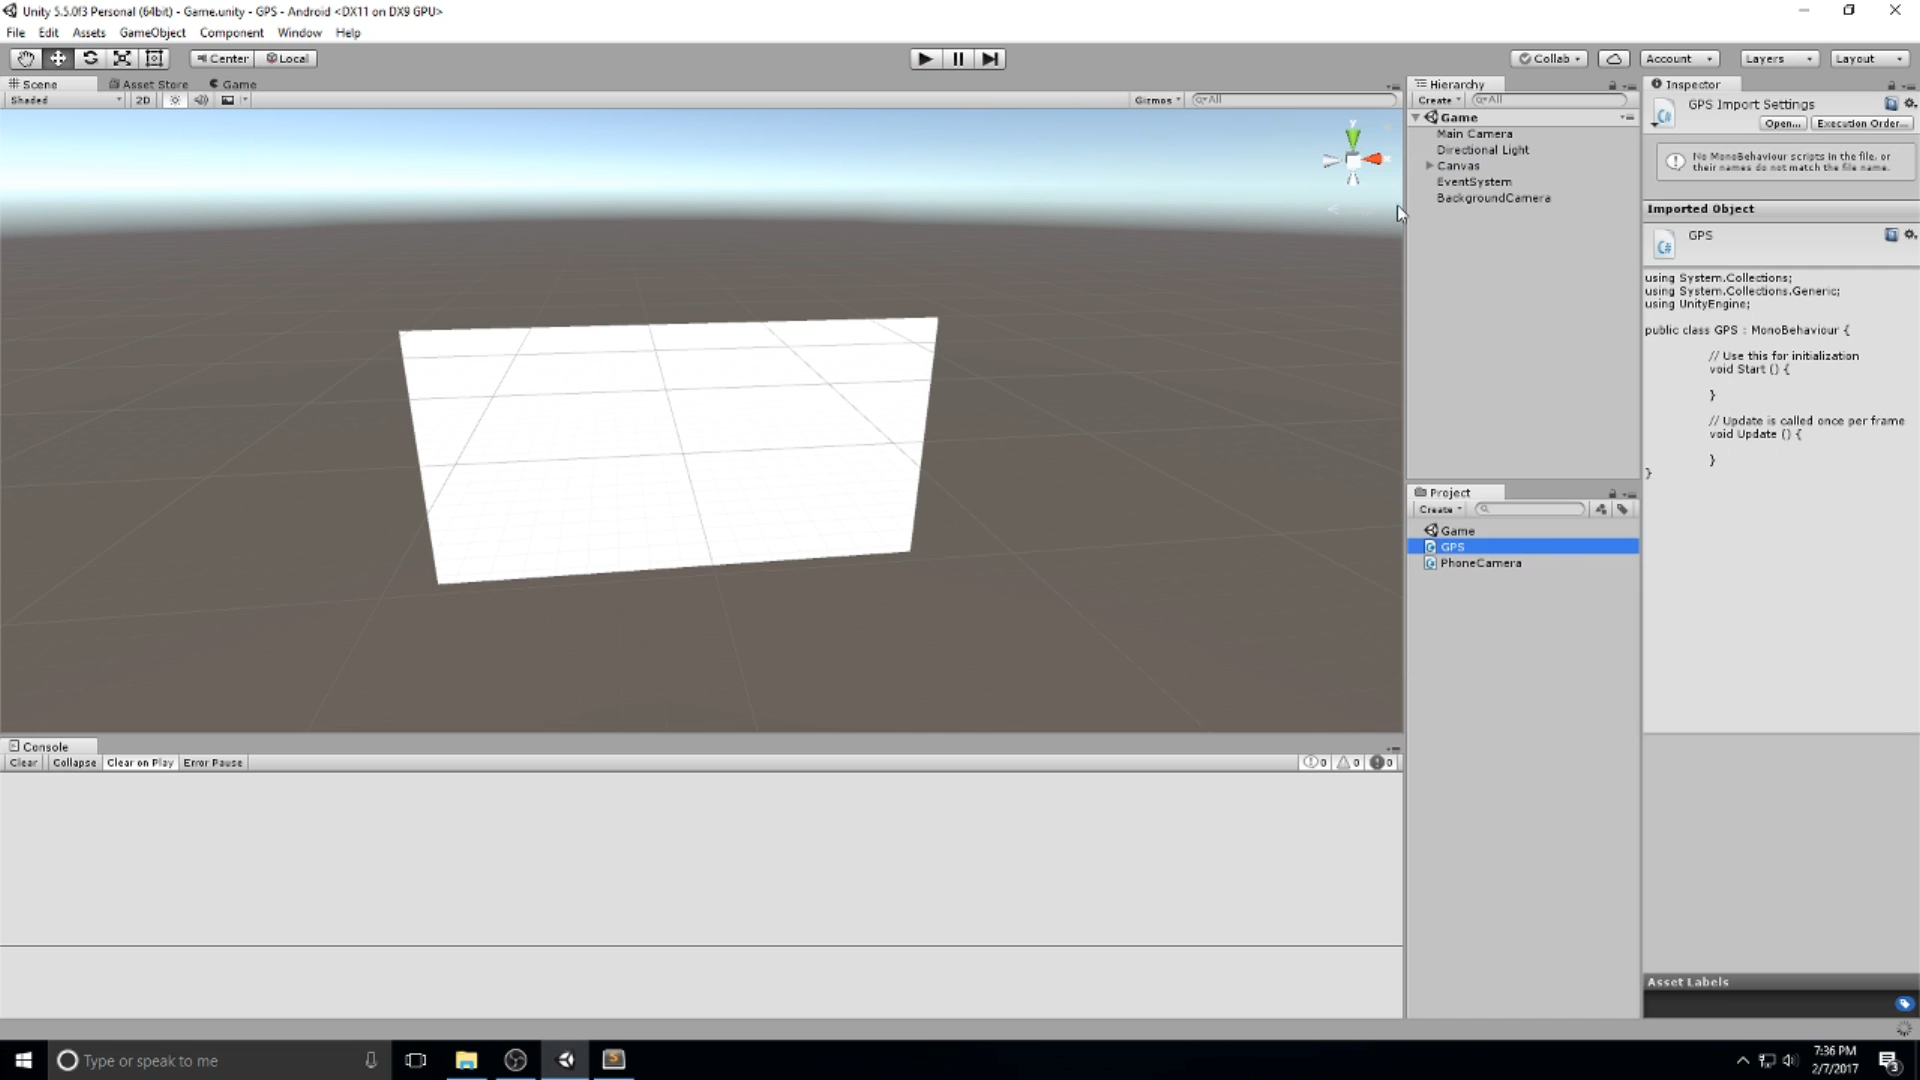 Unity 5.5.0f3 Personal (64bit) - Game.unity - GPS - Android <DX11 on DX9 GPU>
File Edit Assets GameObject Component Window Help
Center Local
Collab Account Layers Layout
Scene Asset Store Game
Shaded 2D Gizmos All
Hierarchy
Create All
Game
Main Camera
Directional Light
Canvas
EventSystem
BackgroundCamera
Inspector
GPS Import Settings
Open... Execution Order...
No MonoBehaviour scripts in the file, or
their names do not match the file name.
Imported Object
GPS
using System.Collections;
using System.Collections.Generic;
using UnityEngine;
public class GPS : MonoBehaviour {
// Use this for initialization
void Start () {
}
// Update is called once per frame
void Update () {
}
}
y
Project
Create
Game
GPS
PhoneCamera
Console
Clear Collapse Clear on Play Error Pause
0 0 0
Asset Labels
Type or speak to me
7:36 PM
2/7/2017
3